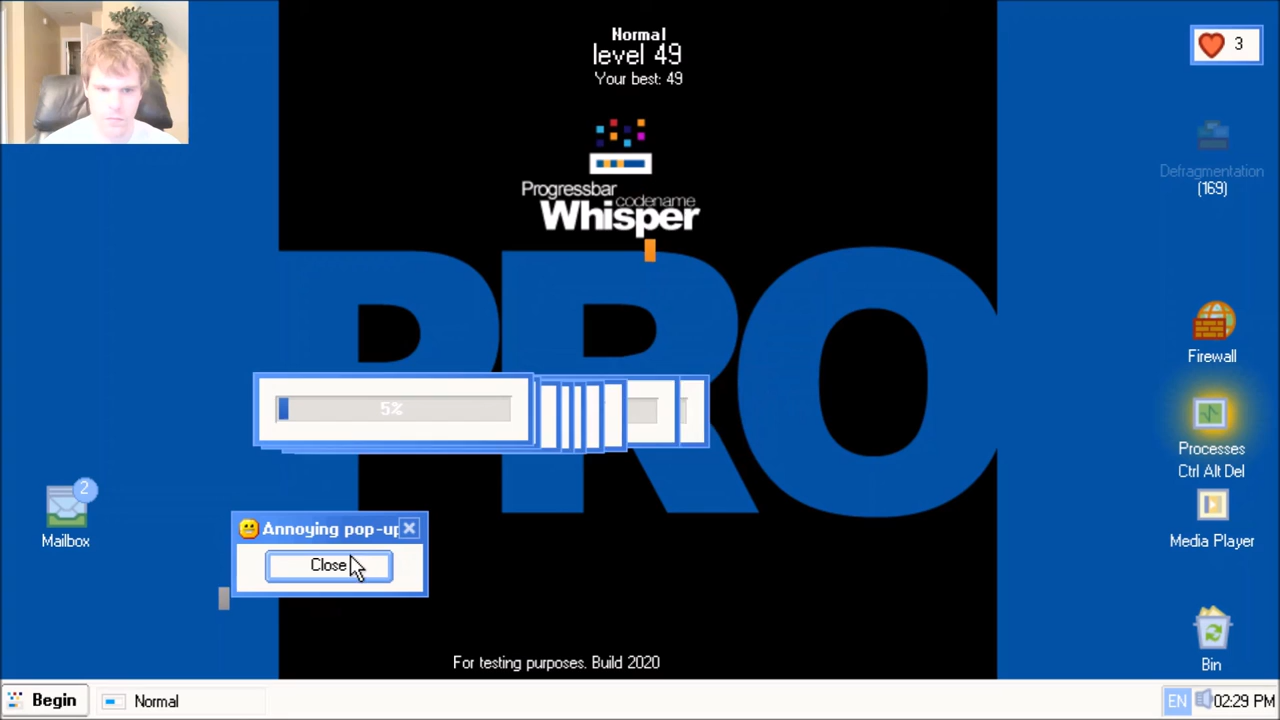 Normal
level 49
Your best: 49
3
Progressbar
codename
Whisper
Defragmentation
(169)
PRO
Firewall
5%
Processes
Ctrl Alt Del
2
Mailbox
Media Player
Annoying pop-up
Close
Bin
For testing purposes. Build 2020
Begin
Normal
EN
02:29 PM